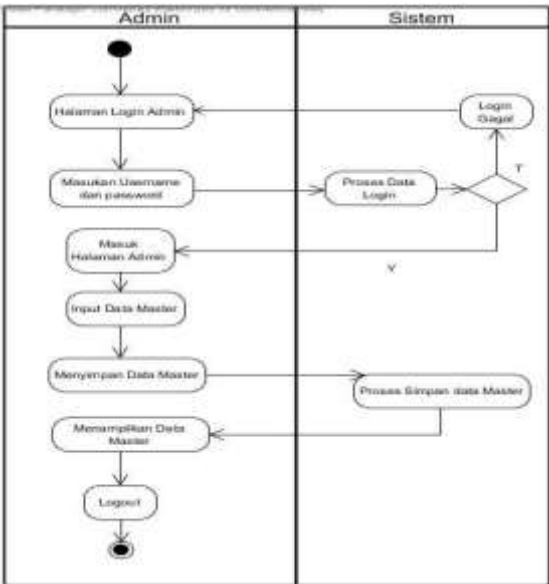 Admin
Sistem
Halaman Login Admin
Login
Gagal
Masukan Username
dan password
Proses Data
Login
T
Masuk
Halaman Admin
Y
Input Data Master
Menyimpan Data Master
Proses Simpan data Master
Menampilkan Data
Master
Logout